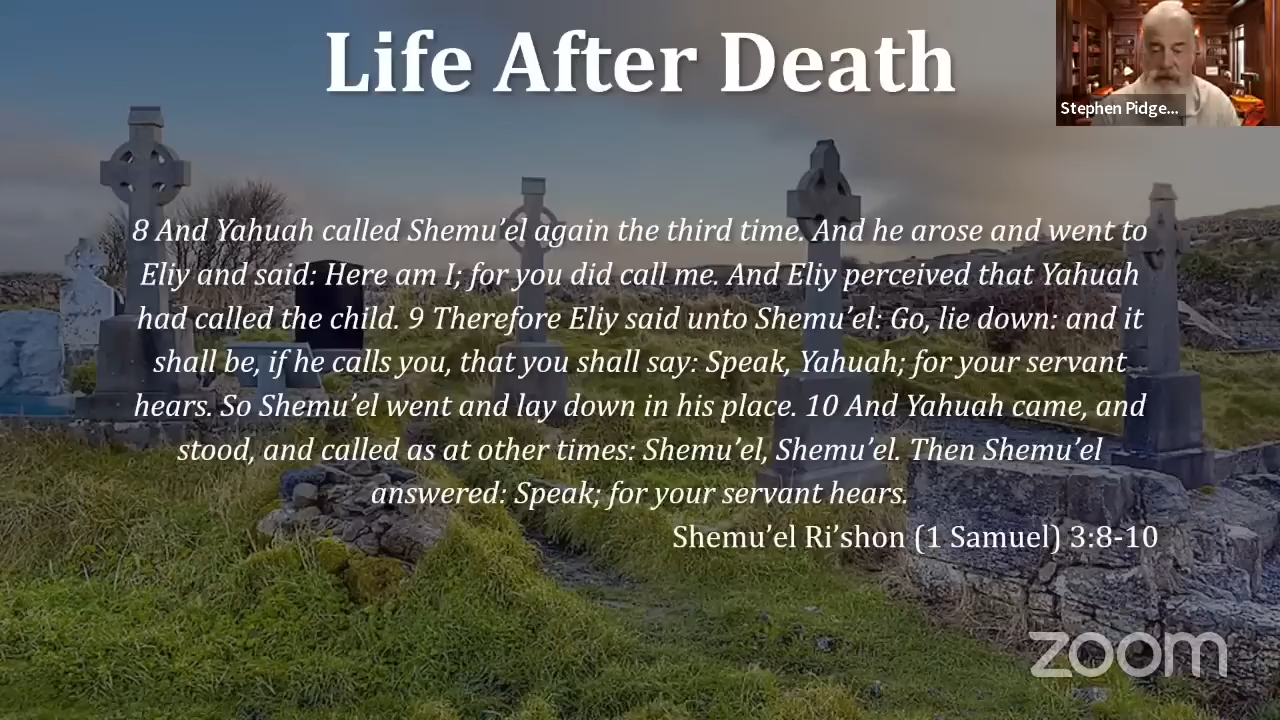 Life After Death
Stephen Pidge...
8 And Yahuah called Shemu’el again the third time. And he arose and went to
Eliy and said: Here am I; for you did call me. And Eliy perceived that Yahuah
had called the child. 9 Therefore Eliy said unto Shemu’el: Go, lie down: and it
shall be, if he calls you, that you shall say: Speak, Yahuah; for your servant
hears. So Shemu’el went and lay down in his place. 10 And Yahuah came, and
stood, and called as at other times: Shemu’el, Shemu’el. Then Shemu’el
answered: Speak; for your servant hears.
Shemu’el Ri’shon (1 Samuel) 3:8-10
zoom